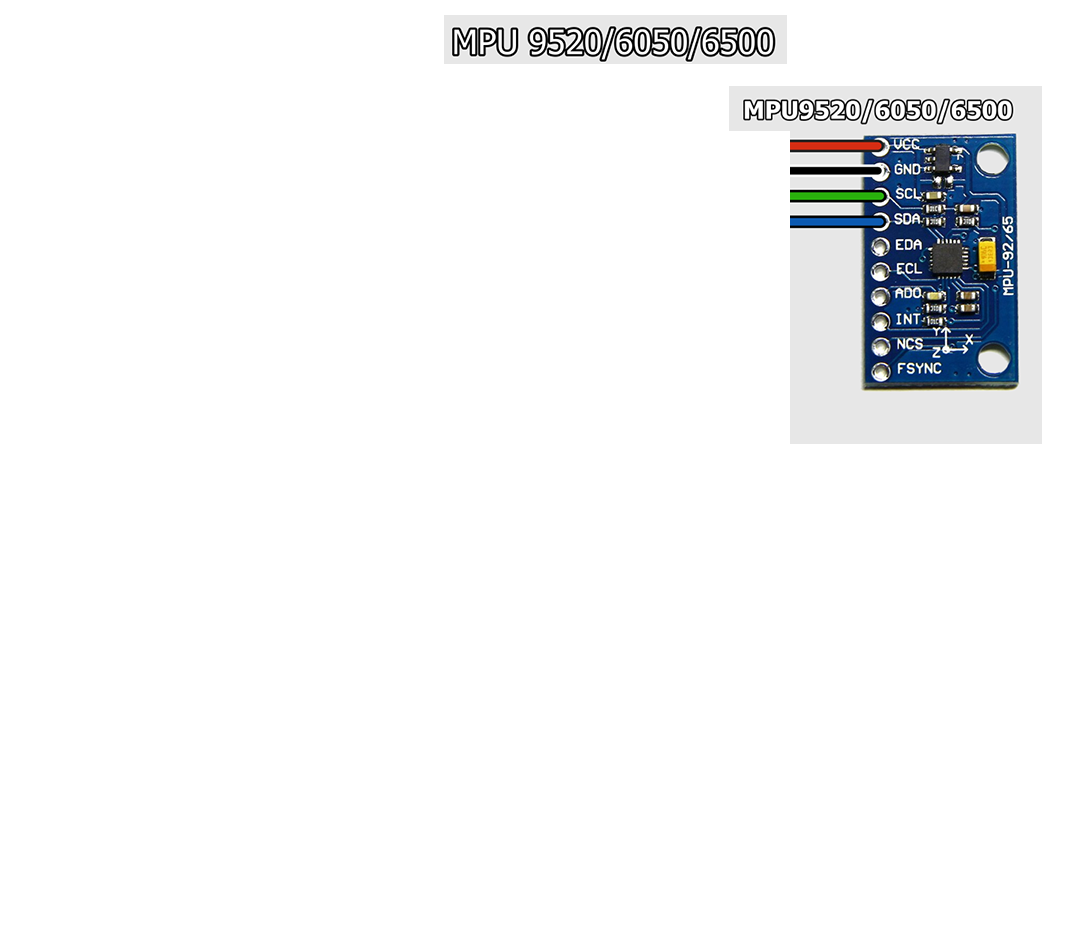 MPU 9520/6050/6500
MPU9520/6050/6500
VCC
GND
SCL
SDA
EDA
ECL
ADO
INT
NCS
FSYNC
MPU-92/65
Y
X
Z